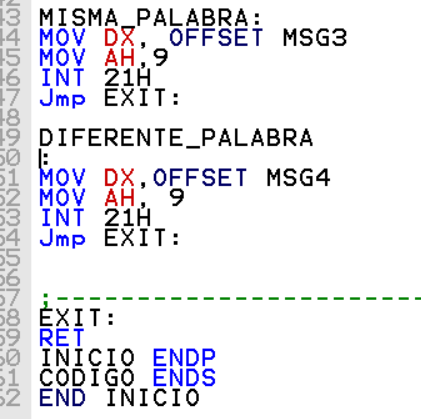 43 MISMA_PALABRA:
44 MOV DX, OFFSET MSG3
45 MOV AH,9
46 INT 21H
47 Jmp EXIT:
48
49 DIFERENTE_PALABRA
50 :
51 MOV DX,OFFSET MSG4
52 MOV AH, 9
53 INT 21H
54 Jmp EXIT:
55
56
57 ;--------------------
58 EXIT:
59 RET
60 INICIO ENDP
61 CODIGO ENDS
62 END INICIO